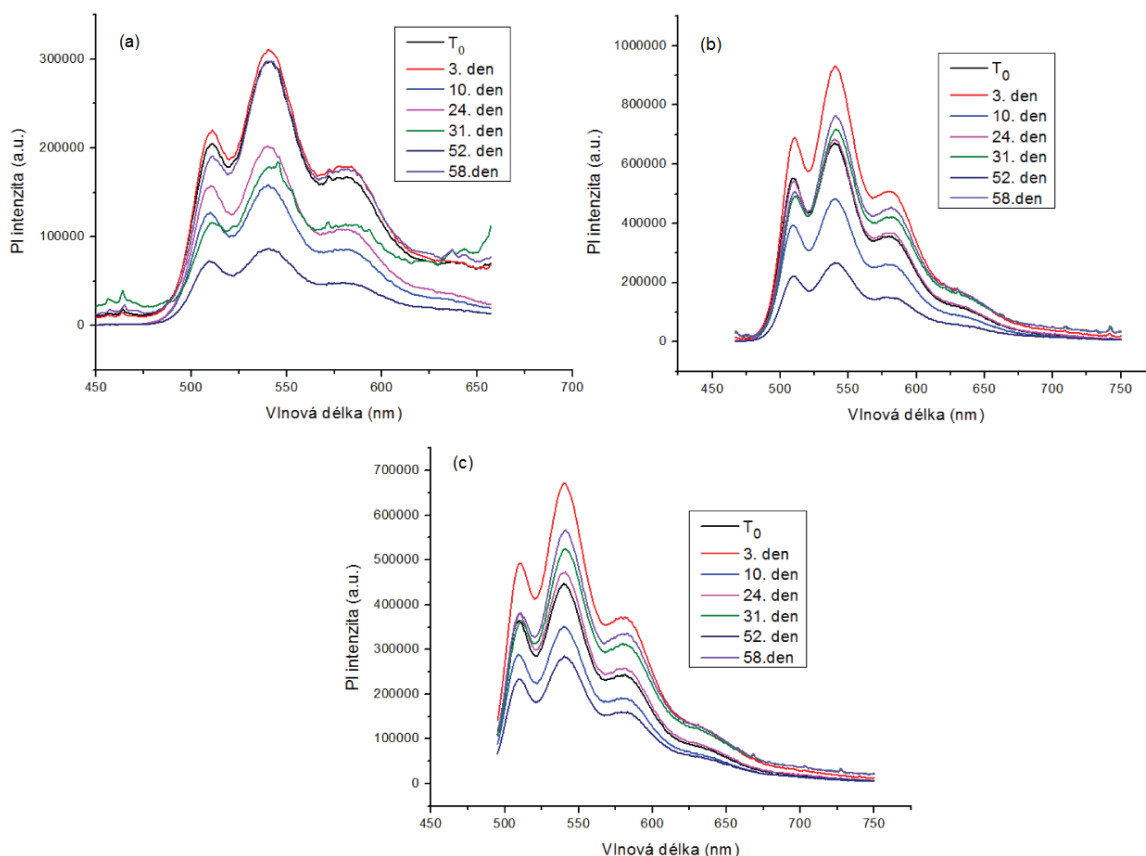 (a)
Pl intenzita (a.u.)
300000
200000
100000
0
450
500
550
600
650
700
Vlnová délka (nm)
T0
3. den
10. den
24. den
31. den
52. den
58.den
(b)
Pl intenzita (a.u.)
1000000
800000
600000
400000
200000
0
450
500
550
600
650
700
750
Vlnová délka (nm)
T0
3. den
10. den
24. den
31. den
52. den
58.den
(c)
Pl intenzita (a.u.)
700000
600000
500000
400000
300000
200000
100000
0
450
500
550
600
650
700
750
Vlnová délka (nm)
T0
3. den
10. den
24. den
31. den
52. den
58.den